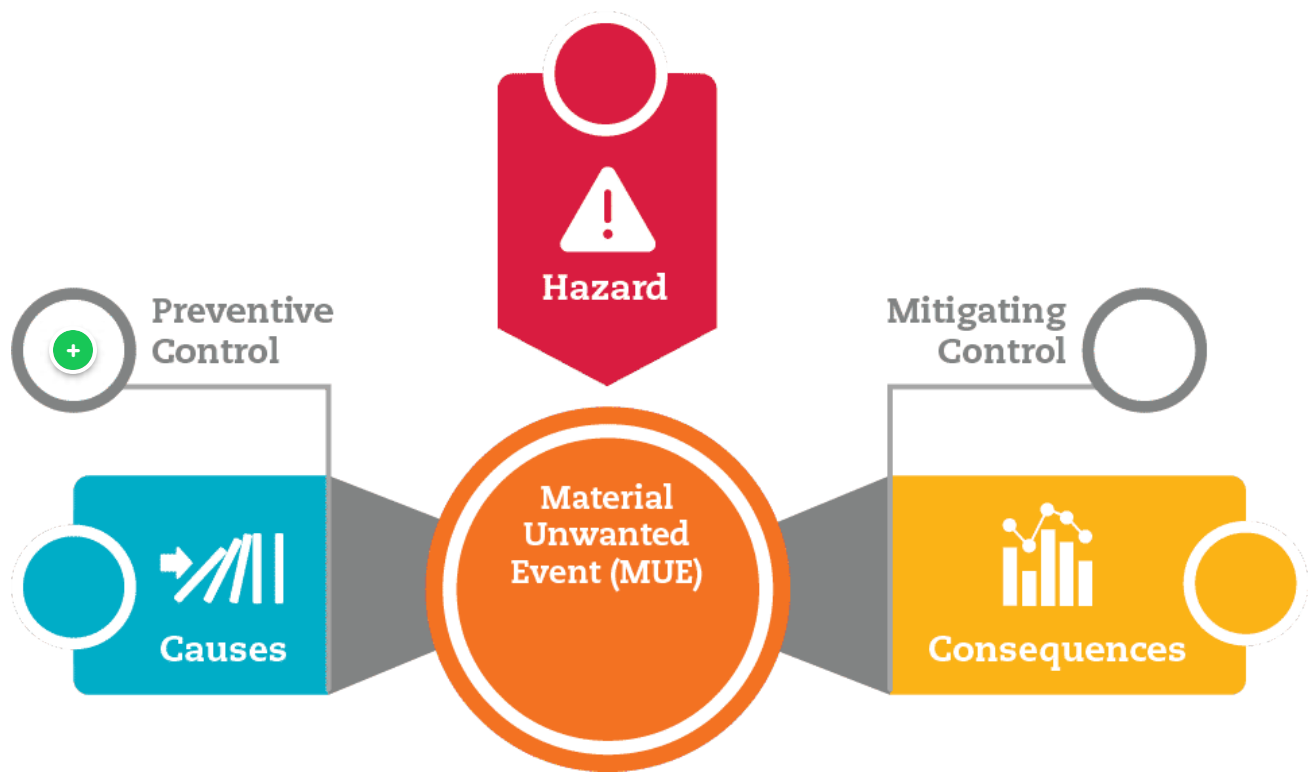 Hazard
Preventive
Control
Mitigating
Control
Material
Unwanted
Event (MUE)
Causes
Consequences